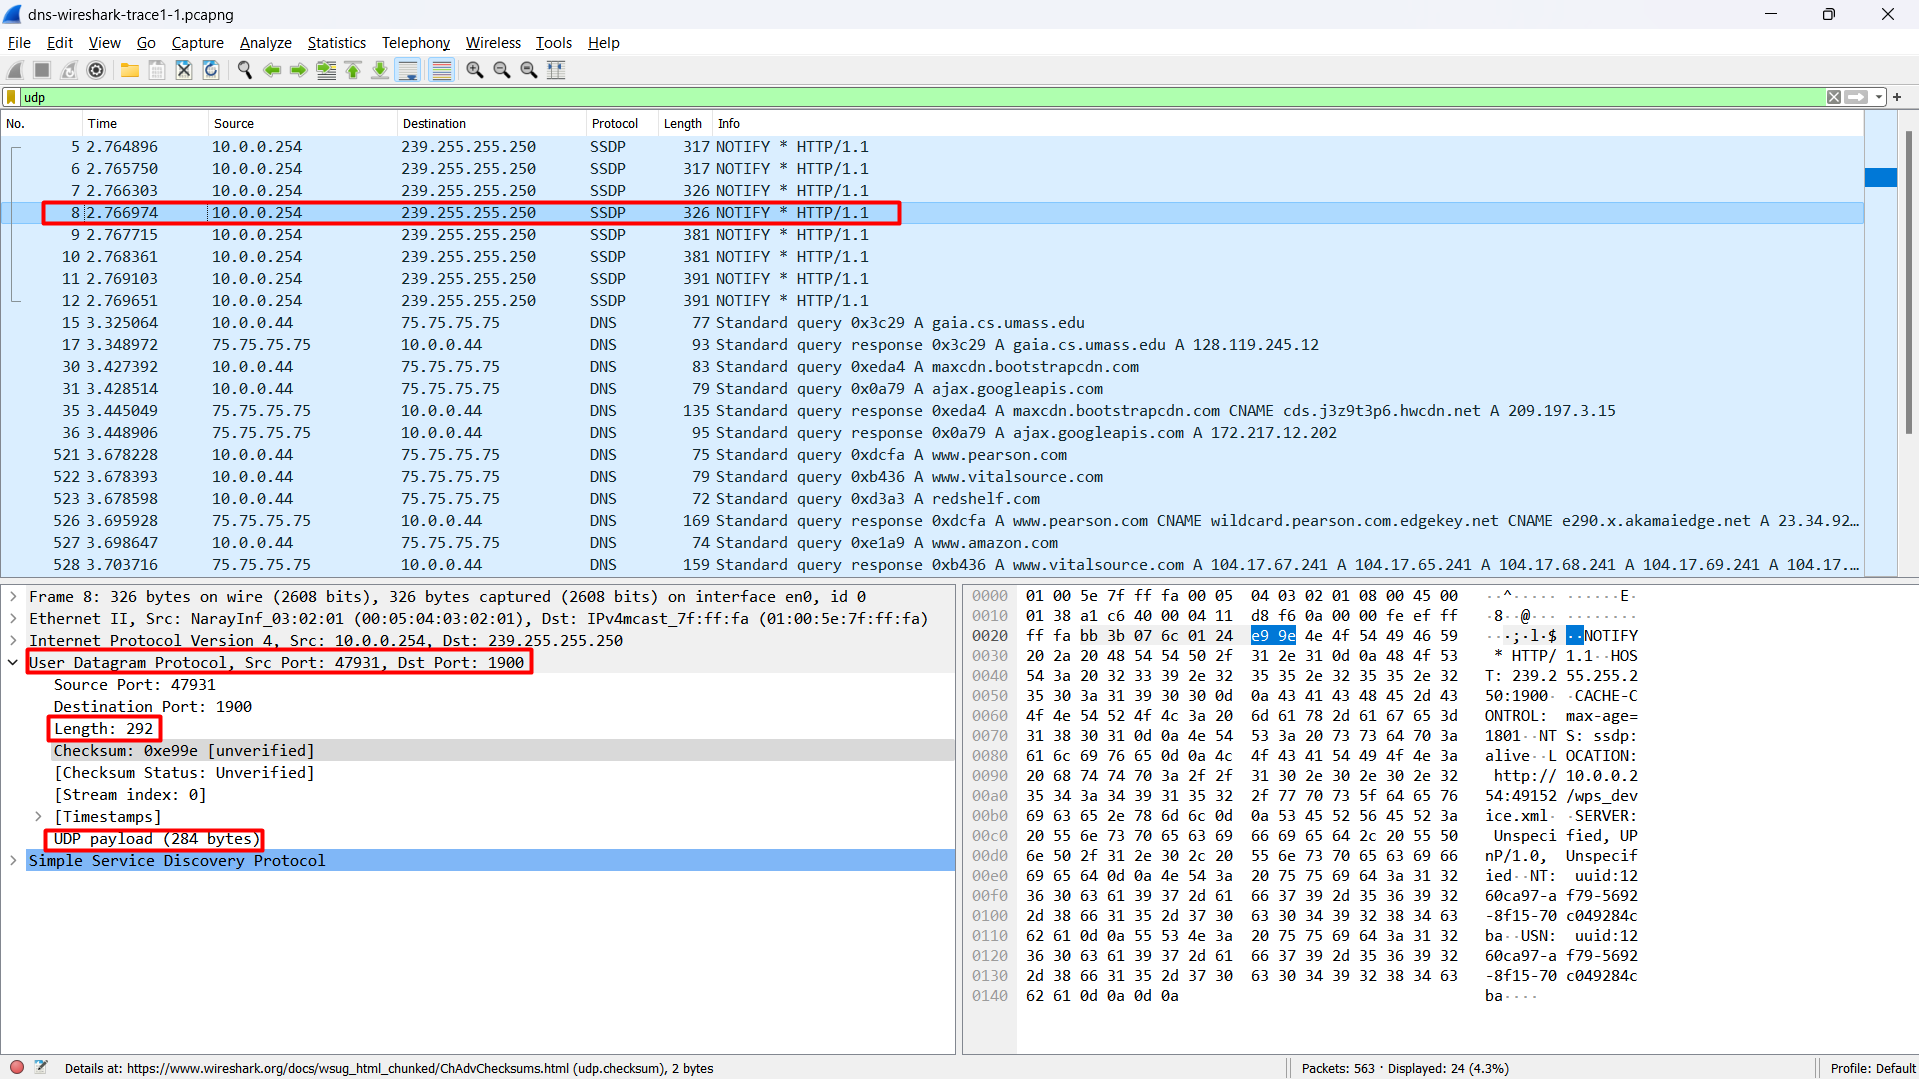 dns-wireshark-trace1-1.pcapng
File Edit View Go Capture Analyze Statistics Telephony Wireless Tools Help
udp
No. Time Source Destination Protocol Length Info
5 2.764896 10.0.0.254 239.255.255.250 SSDP 317 NOTIFY * HTTP/1.1
6 2.765750 10.0.0.254 239.255.255.250 SSDP 317 NOTIFY * HTTP/1.1
7 2.766303 10.0.0.254 239.255.255.250 SSDP 326 NOTIFY * HTTP/1.1
8 2.766974 10.0.0.254 239.255.255.250 SSDP 326 NOTIFY * HTTP/1.1
9 2.767715 10.0.0.254 239.255.255.250 SSDP 381 NOTIFY * HTTP/1.1
10 2.768361 10.0.0.254 239.255.255.250 SSDP 381 NOTIFY * HTTP/1.1
11 2.769103 10.0.0.254 239.255.255.250 SSDP 391 NOTIFY * HTTP/1.1
12 2.769651 10.0.0.254 239.255.255.250 SSDP 391 NOTIFY * HTTP/1.1
15 3.325064 10.0.0.44 75.75.75.75 DNS 77 Standard query 0x3c29 A gaia.cs.umass.edu
17 3.348972 75.75.75.75 10.0.0.44 DNS 93 Standard query response 0x3c29 A gaia.cs.umass.edu A 128.119.245.12
30 3.427392 10.0.0.44 75.75.75.75 DNS 83 Standard query 0xeda4 A maxcdn.bootstrapcdn.com
31 3.428514 10.0.0.44 75.75.75.75 DNS 79 Standard query 0x0a79 A ajax.googleapis.com
35 3.445049 75.75.75.75 10.0.0.44 DNS 135 Standard query response 0xeda4 A maxcdn.bootstrapcdn.com CNAME cds.j3z9t3p6.hwcdn.net A 209.197.3.15
36 3.448906 75.75.75.75 10.0.0.44 DNS 95 Standard query response 0x0a79 A ajax.googleapis.com A 172.217.12.202
521 3.678228 10.0.0.44 75.75.75.75 DNS 75 Standard query 0xdcfa A www.pearson.com
522 3.678393 10.0.0.44 75.75.75.75 DNS 79 Standard query 0xb436 A www.vitalsource.com
523 3.678598 10.0.0.44 75.75.75.75 DNS 72 Standard query 0xd3a3 A redshelf.com
526 3.695928 75.75.75.75 10.0.0.44 DNS 169 Standard query response 0xdcfa A www.pearson.com CNAME wildcard.pearson.com.edgekey.net CNAME e290.x.akamaiedge.net A 23.34.92…
527 3.698647 10.0.0.44 75.75.75.75 DNS 74 Standard query 0xe1a9 A www.amazon.com
528 3.703716 75.75.75.75 10.0.0.44 DNS 159 Standard query response 0xb436 A www.vitalsource.com A 104.17.67.241 A 104.17.65.241 A 104.17.68.241 A 104.17.69.241 A 104.17.…
Frame 8: 326 bytes on wire (2608 bits), 326 bytes captured (2608 bits) on interface en0, id 0
Ethernet II, Src: NarayInf_03:02:01 (00:05:04:03:02:01), Dst: IPv4mcast_7f:ff:fa (01:00:5e:7f:ff:fa)
Internet Protocol Version 4, Src: 10.0.0.254, Dst: 239.255.255.250
User Datagram Protocol, Src Port: 47931, Dst Port: 1900
Source Port: 47931
Destination Port: 1900
Length: 292
Checksum: 0xe99e [unverified]
[Checksum Status: Unverified]
[Stream index: 0]
[Timestamps]
UDP payload (284 bytes)
Simple Service Discovery Protocol
0000 01 00 5e 7f ff fa 00 05 04 03 02 01 08 00 45 00 ··^··· ······E·
0010 01 38 a1 c6 40 00 04 11 d8 f6 0a 00 00 fe ef ff ·8··@··· ········
0020 ff fa bb 3b 07 6c 01 24 e9 9e 4e 4f 54 49 46 59 ···;·l·$ ··NOTIFY
0030 20 2a 20 48 54 54 50 2f 31 2e 31 0d 0a 48 4f 53 * HTTP/ 1.1··HOS
0040 54 3a 20 32 33 39 2e 32 35 35 2e 32 35 35 2e 32 T: 239.2 55.255.2
0050 35 30 3a 31 39 30 30 0d 0a 43 41 43 48 45 2d 43 50:1900· ·CACHE-C
0060 4f 4e 54 52 4f 4c 3a 20 6d 61 78 2d 61 67 65 3d ONTROL: max-age=
0070 31 38 30 31 0d 0a 4e 54 53 3a 20 73 73 64 70 3a 1801··NT S: ssdp:
0080 61 6c 69 76 65 0d 0a 4c 4f 43 41 54 49 4f 4e 3a alive··L OCATION:
0090 20 68 74 74 70 3a 2f 2f 31 30 2e 30 2e 30 2e 32 http:// 10.0.0.2
00a0 35 34 3a 34 39 31 35 32 2f 77 70 73 5f 64 65 76 54:49152 /wps_dev
00b0 69 63 65 2e 78 6d 6c 0d 0a 53 45 52 56 45 52 3a ice.xml· ·SERVER:
00c0 20 55 6e 73 70 65 63 69 66 69 65 64 2c 20 55 50 Unspeci fied, UP
00d0 6e 50 2f 31 2e 30 2c 20 55 6e 73 70 65 63 69 66 nP/1.0, Unspecif
00e0 69 65 64 0d 0a 4e 54 3a 20 75 75 69 64 3a 31 32 ied··NT: uuid:12
00f0 36 30 63 61 39 37 2d 61 66 37 39 2d 35 36 39 32 60ca97-a f79-5692
0100 2d 38 66 31 35 2d 37 30 63 30 34 39 32 38 34 63 -8f15-70 c049284c
0110 62 61 0d 0a 55 53 4e 3a 20 75 75 69 64 3a 31 32 ba··USN: uuid:12
0120 36 30 63 61 39 37 2d 61 66 37 39 2d 35 36 39 32 60ca97-a f79-5692
0130 2d 38 66 31 35 2d 37 30 63 30 34 39 32 38 34 63 -8f15-70 c049284c
0140 62 61 0d 0a 0d 0a ba····
Details at: https://www.wireshark.org/docs/wsug_html_chunked/ChAdvChecksums.html (udp.checksum), 2 bytes
Packets: 563 · Displayed: 24 (4.3%)
Profile: Default